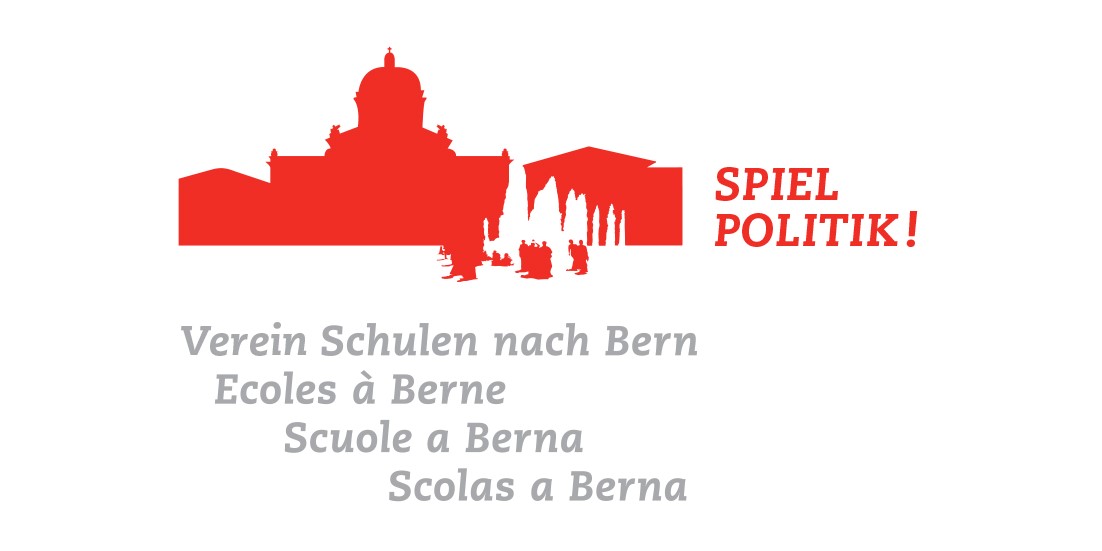 SPIEL
POLITIK!
Verein Schulen nach Bern
Ecoles à Berne
Scuole a Berna
Scolas a Berna